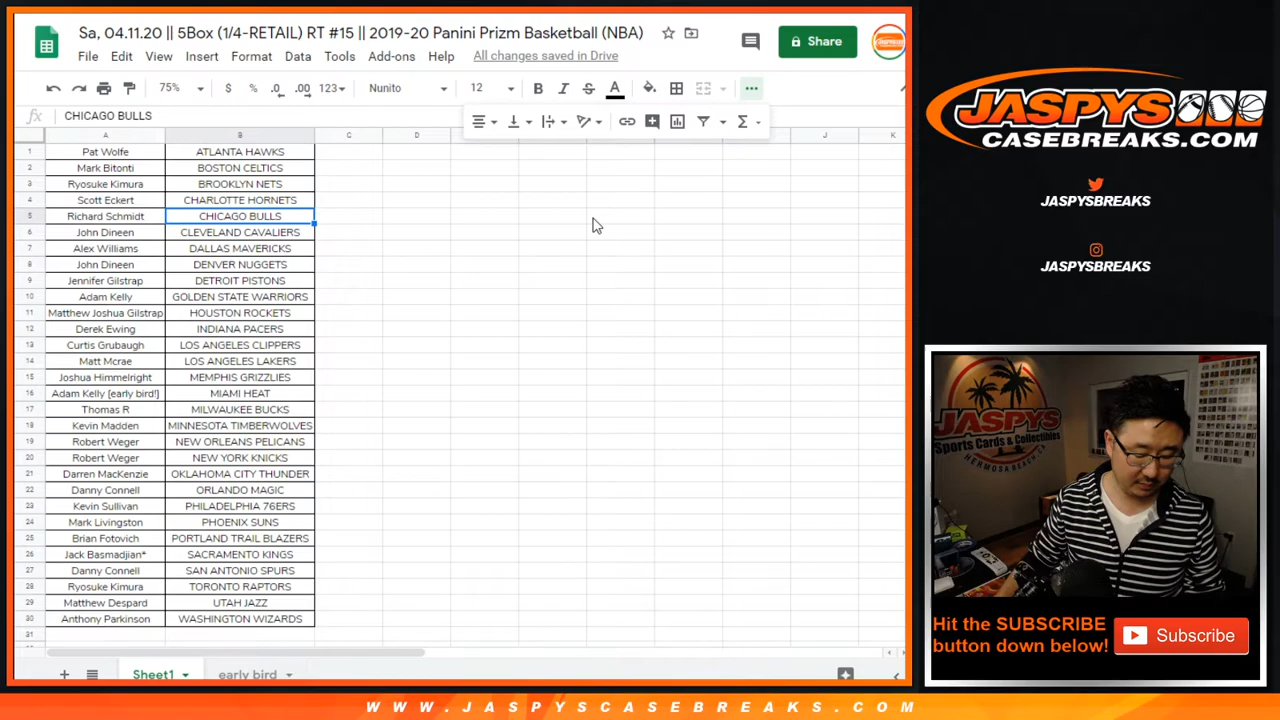 Sa, 04.11.20 || 5Box (1/4-RETAIL) RT #15 || 2019-20 Panini Prizm Basketball (NBA)
Share
File Edit View Insert Format Data Tools Add-ons Help All changes saved in Drive
75% $ % .0 .00 123 Nunito 12 B I S A
fx CHICAGO BULLS
A B C D J K
1 Pat Wolfe ATLANTA HAWKS
2 Mark Bitonti BOSTON CELTICS
3 Ryosuke Kimura BROOKLYN NETS
4 Scott Eckert CHARLOTTE HORNETS
5 Richard Schmidt CHICAGO BULLS
6 John Dineen CLEVELAND CAVALIERS
7 Alex Williams DALLAS MAVERICKS
8 John Dineen DENVER NUGGETS
9 Jennifer Gilstrap DETROIT PISTONS
10 Adam Kelly GOLDEN STATE WARRIORS
11 Matthew Joshua Gilstrap HOUSTON ROCKETS
12 Derek Ewing INDIANA PACERS
13 Curtis Grubaugh LOS ANGELES CLIPPERS
14 Matt Mcrae LOS ANGELES LAKERS
15 Joshua Himmelright MEMPHIS GRIZZLIES
16 Adam Kelly [early bird!] MIAMI HEAT
17 Thomas R MILWAUKEE BUCKS
18 Kevin Madden MINNESOTA TIMBERWOLVES
19 Robert Weger NEW ORLEANS PELICANS
20 Robert Weger NEW YORK KNICKS
21 Darren MacKenzie OKLAHOMA CITY THUNDER
22 Danny Connell ORLANDO MAGIC
23 Kevin Sullivan PHILADELPHIA 76ERS
24 Mark Livingston PHOENIX SUNS
25 Brian Fotovich PORTLAND TRAIL BLAZERS
26 Jack Basmadjian* SACRAMENTO KINGS
27 Danny Connell SAN ANTONIO SPURS
28 Ryosuke Kimura TORONTO RAPTORS
29 Matthew Despard UTAH JAZZ
30 Anthony Parkinson WASHINGTON WIZARDS
31
Sheet1 early bird
JASPYS
CASEBREAKS.COM
JASPYSBREAKS
JASPYSBREAKS
JASPYS
Sports Cards & Collectibles
HERMOSA BEACH, CA
Hit the SUBSCRIBE
button down below!
Subscribe
WWW.JASPYSCASEBREAKS.COM